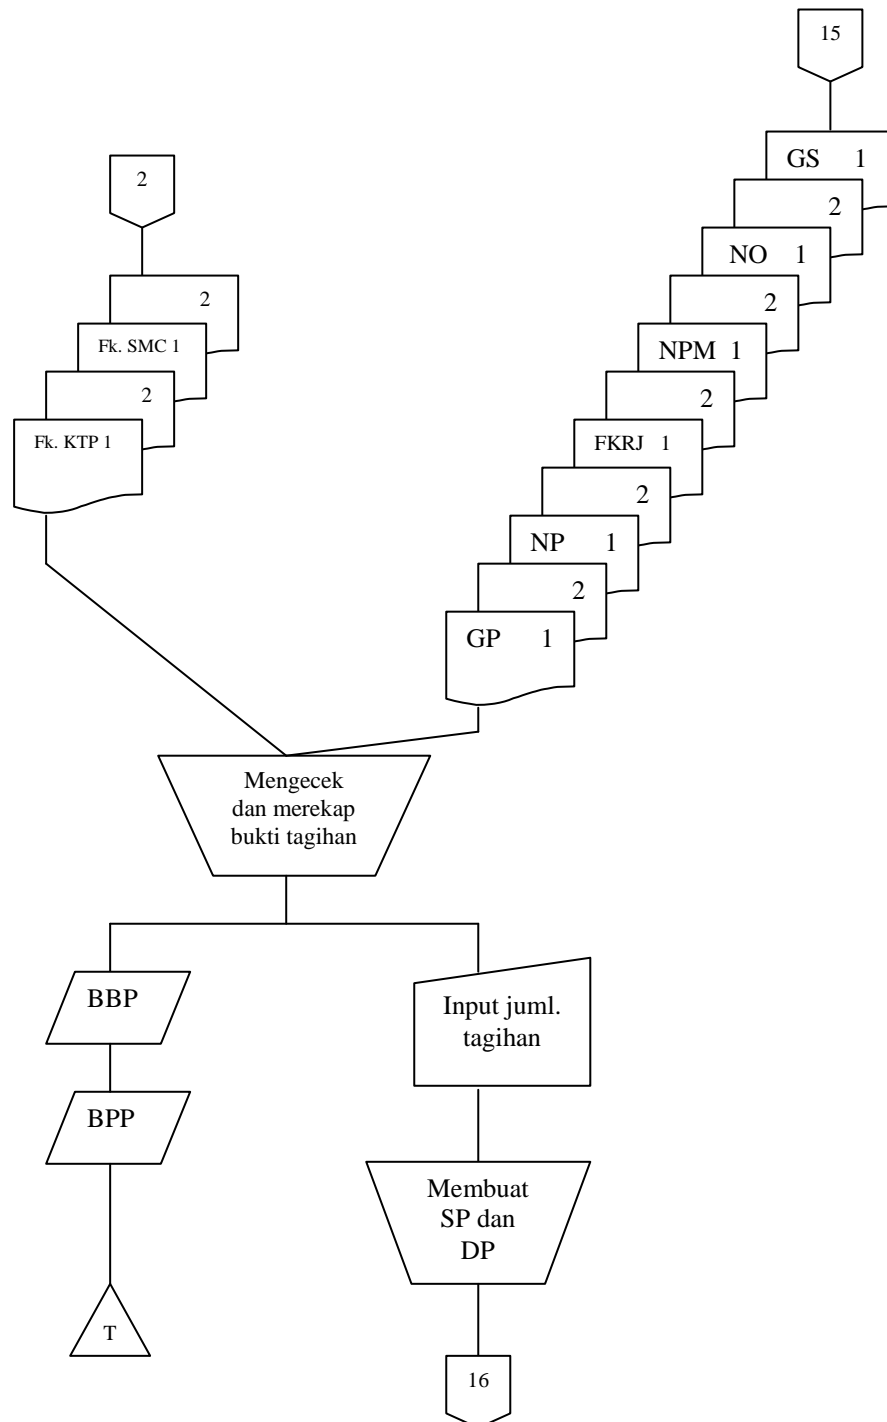 15
GS 1
2
2
NO 1
2
2
Fk. SMC 1
NPM 1
2
2
Fk. KTP 1
FKRJ 1
2
NP 1
2
GP 1
Mengecek
dan merekap
bukti tagihan
BBP
Input juml.
tagihan
BPP
Membuat
SP dan
DP
T
16